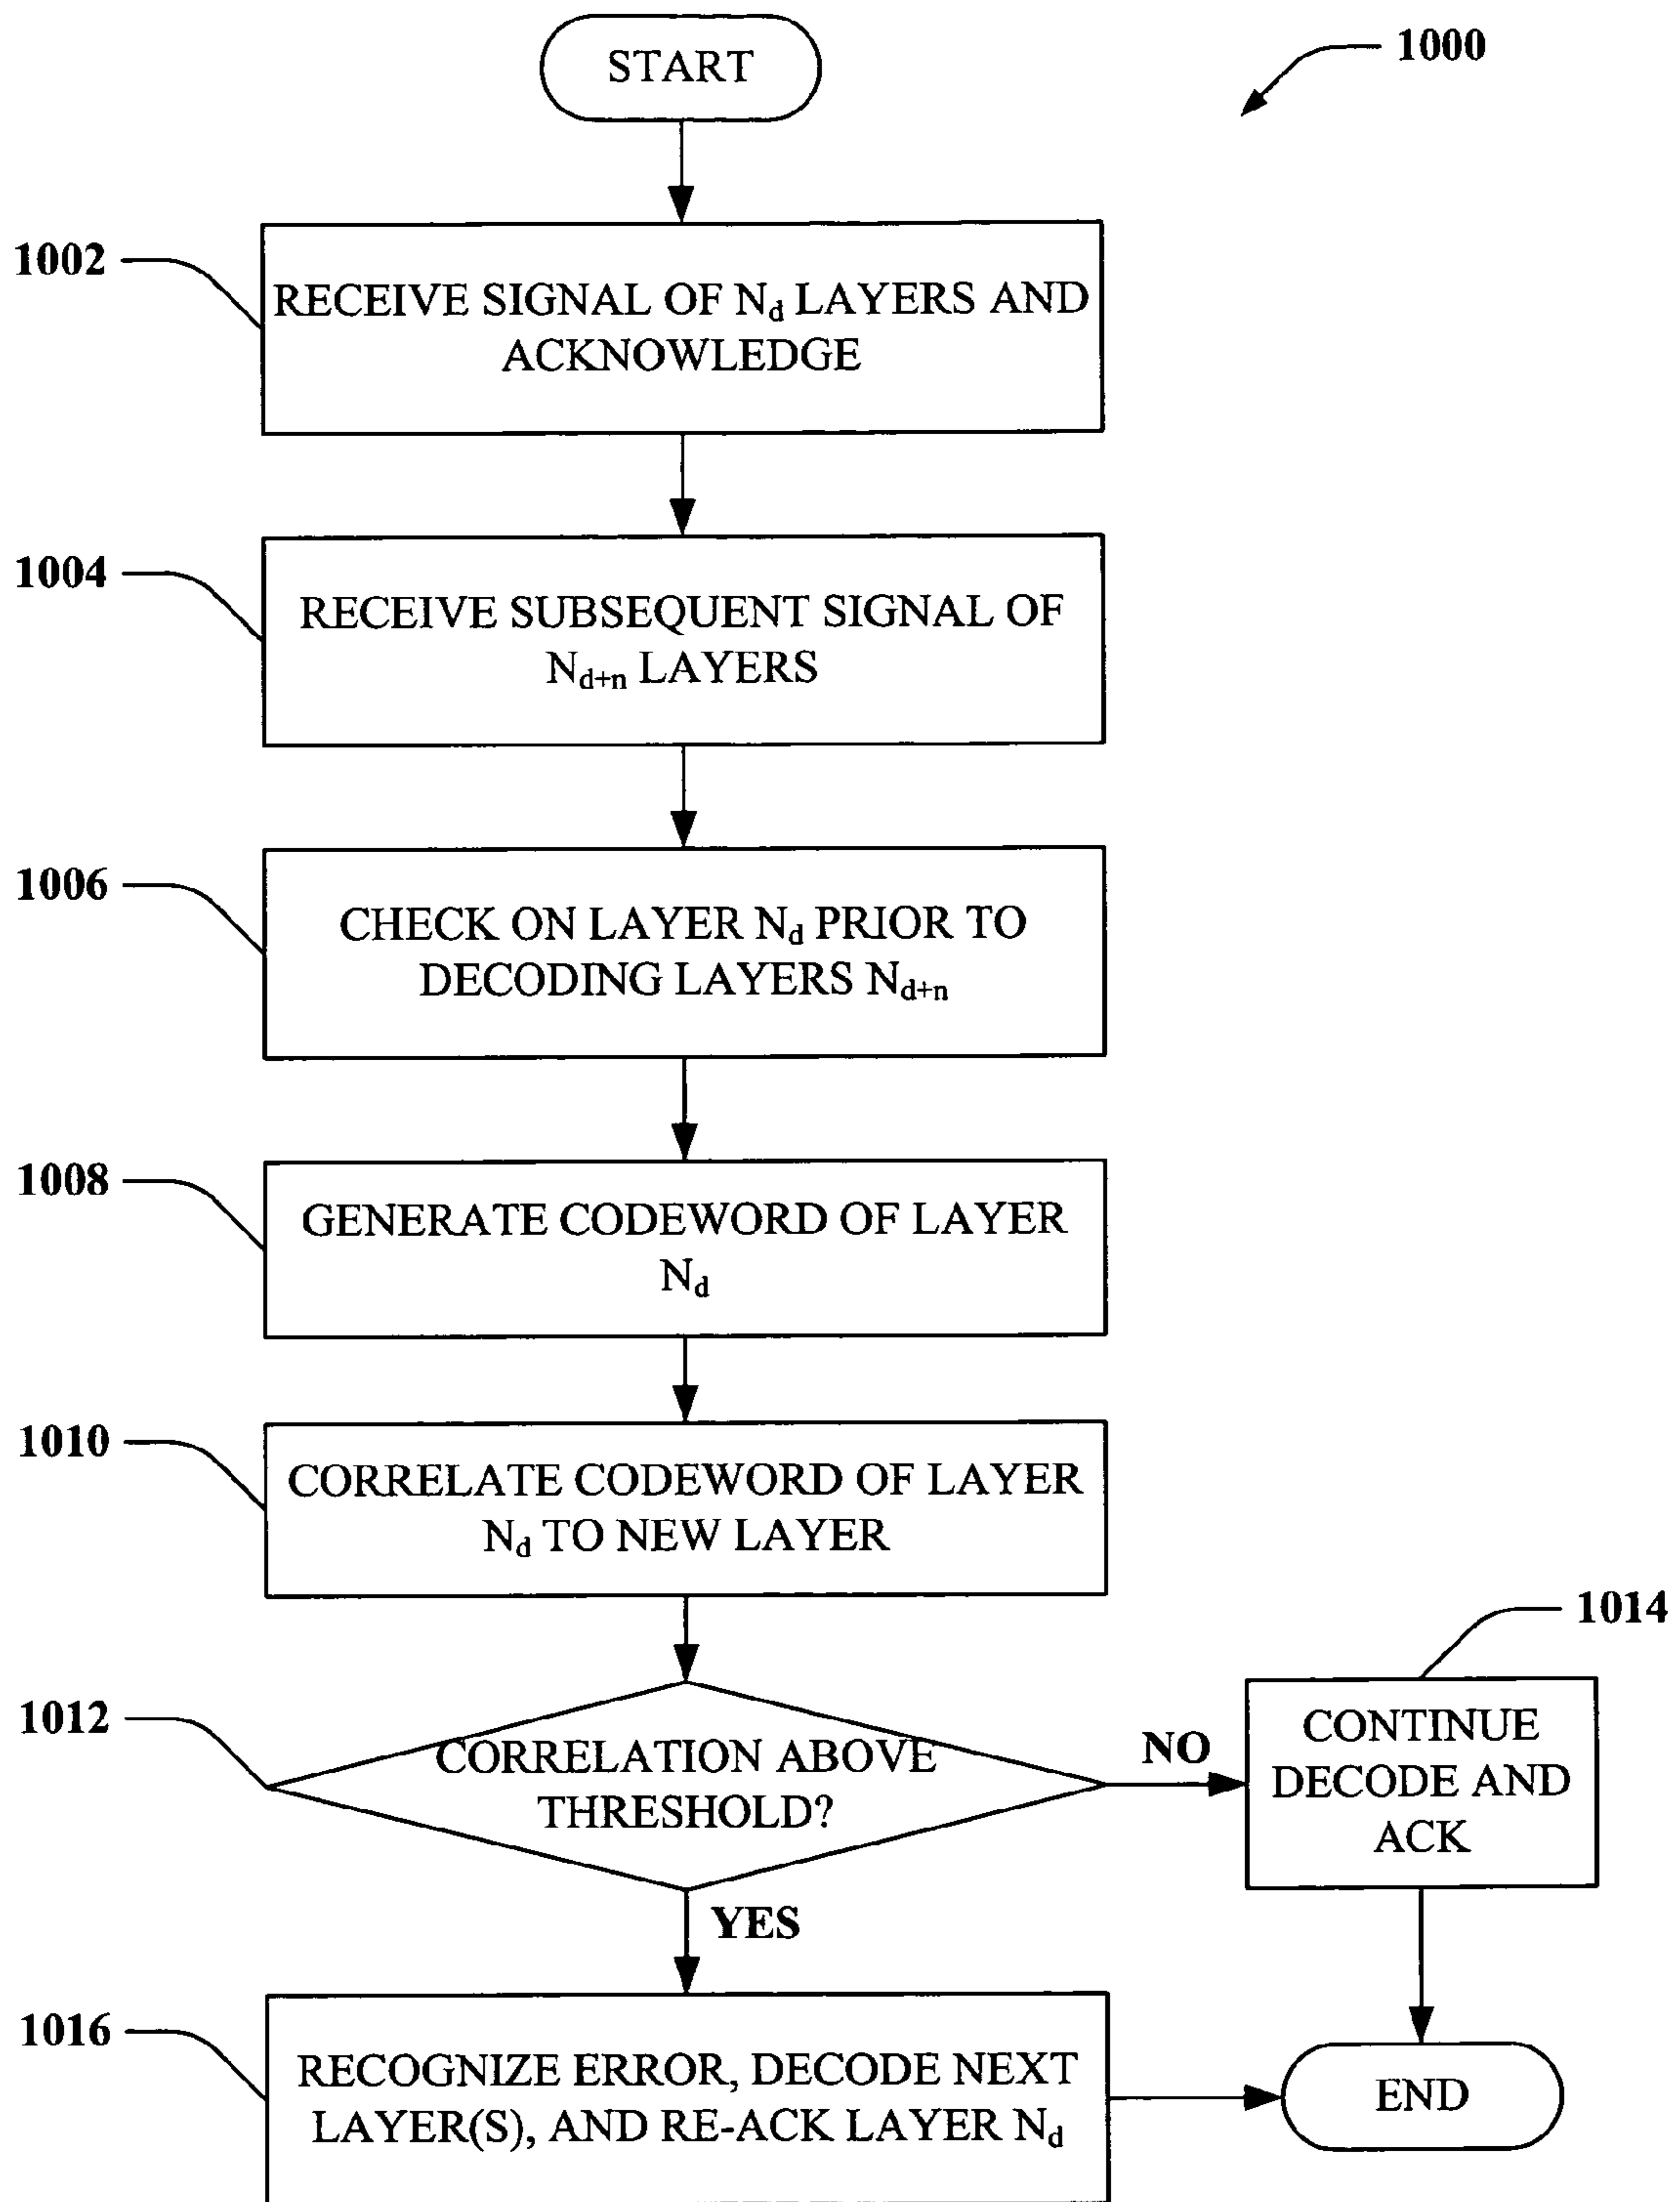 START
1000
1002
RECEIVE SIGNAL OF N_d LAYERS AND
ACKNOWLEDGE
1004
RECEIVE SUBSEQUENT SIGNAL OF
N_{d+n} LAYERS
1006
CHECK ON LAYER N_d PRIOR TO
DECODING LAYERS N_{d+n}
1008
GENERATE CODEWORD OF LAYER
N_d
1010
CORRELATE CODEWORD OF LAYER
N_d TO NEW LAYER
1012
CORRELATION ABOVE
THRESHOLD?
NO
1014
CONTINUE
DECODE AND
ACK
YES
1016
RECOGNIZE ERROR, DECODE NEXT
LAYER(S), AND RE-ACK LAYER N_d
END